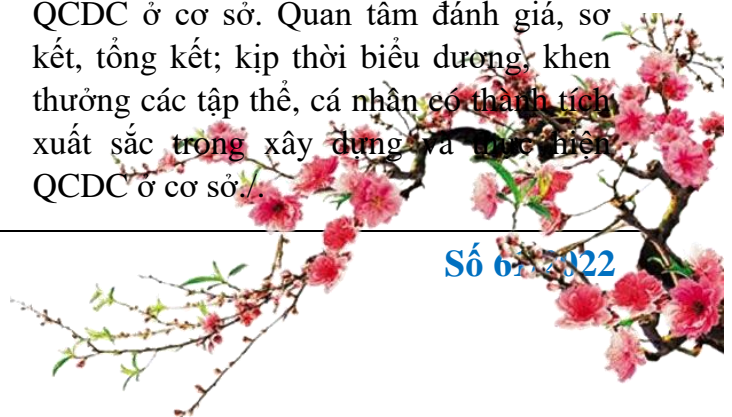 QCDC ở cơ sở. Quan tâm đánh giá, sơ
kết, tổng kết; kịp thời biểu dương, khen
thưởng các tập thể, cá nhân có thành tích
xuất sắc trong xây dựng và thực hiện
QCDC ở cơ sở./.
Số